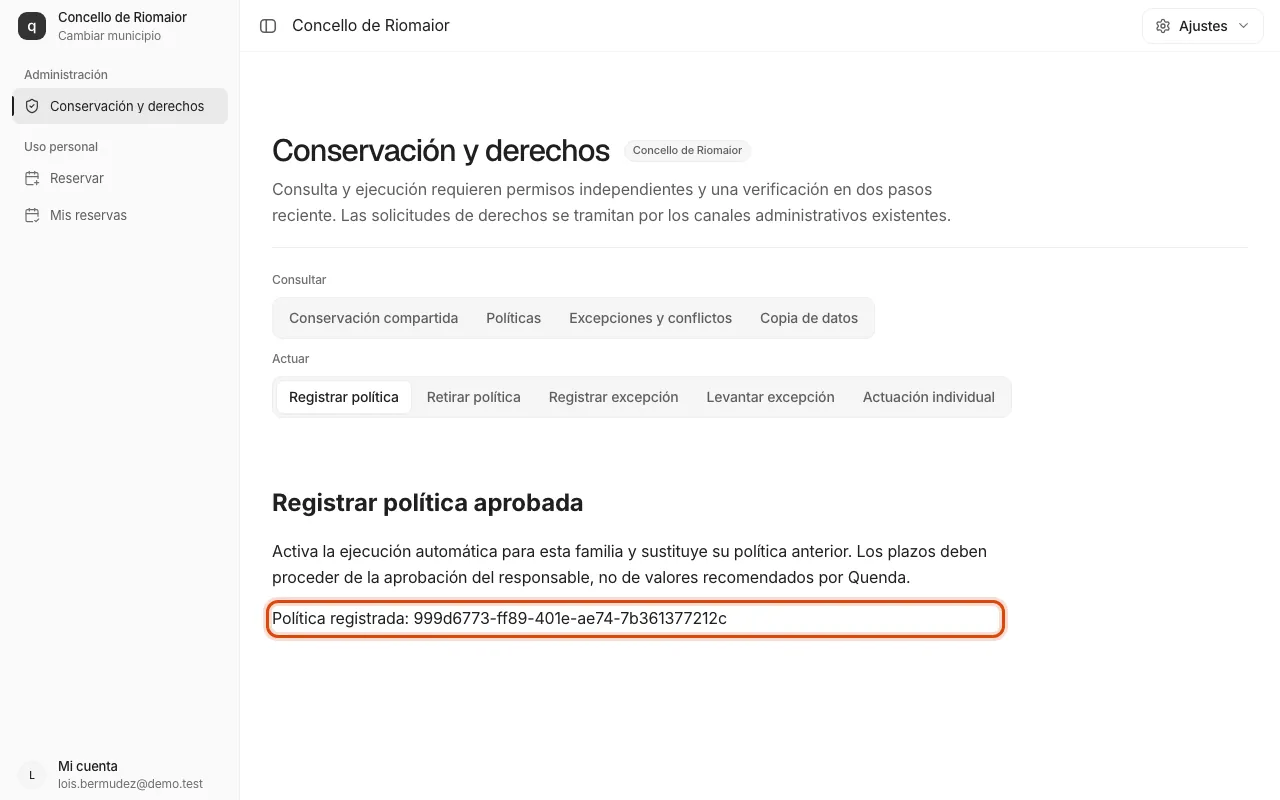 q
Concello de Riomaior
Cambiar municipio
Administración
Conservación y derechos
Uso personal
Reservar
Mis reservas
L
Mi cuenta
lois.bermudez@demo.test
Concello de Riomaior
Ajustes
Conservación y derechos
Concello de Riomaior
Consulta y ejecución requieren permisos independientes y una verificación en dos pasos
reciente. Las solicitudes de derechos se tramitan por los canales administrativos existentes.
Consultar
Conservación compartida Políticas Excepciones y conflictos Copia de datos
Actuar
Registrar política Retirar política Registrar excepción Levantar excepción Actuación individual
Registrar política aprobada
Activa la ejecución automática para esta familia y sustituye su política anterior. Los plazos deben
proceder de la aprobación del responsable, no de valores recomendados por Quenda.
Política registrada: 999d6773-ff89-401e-ae74-7b361377212c